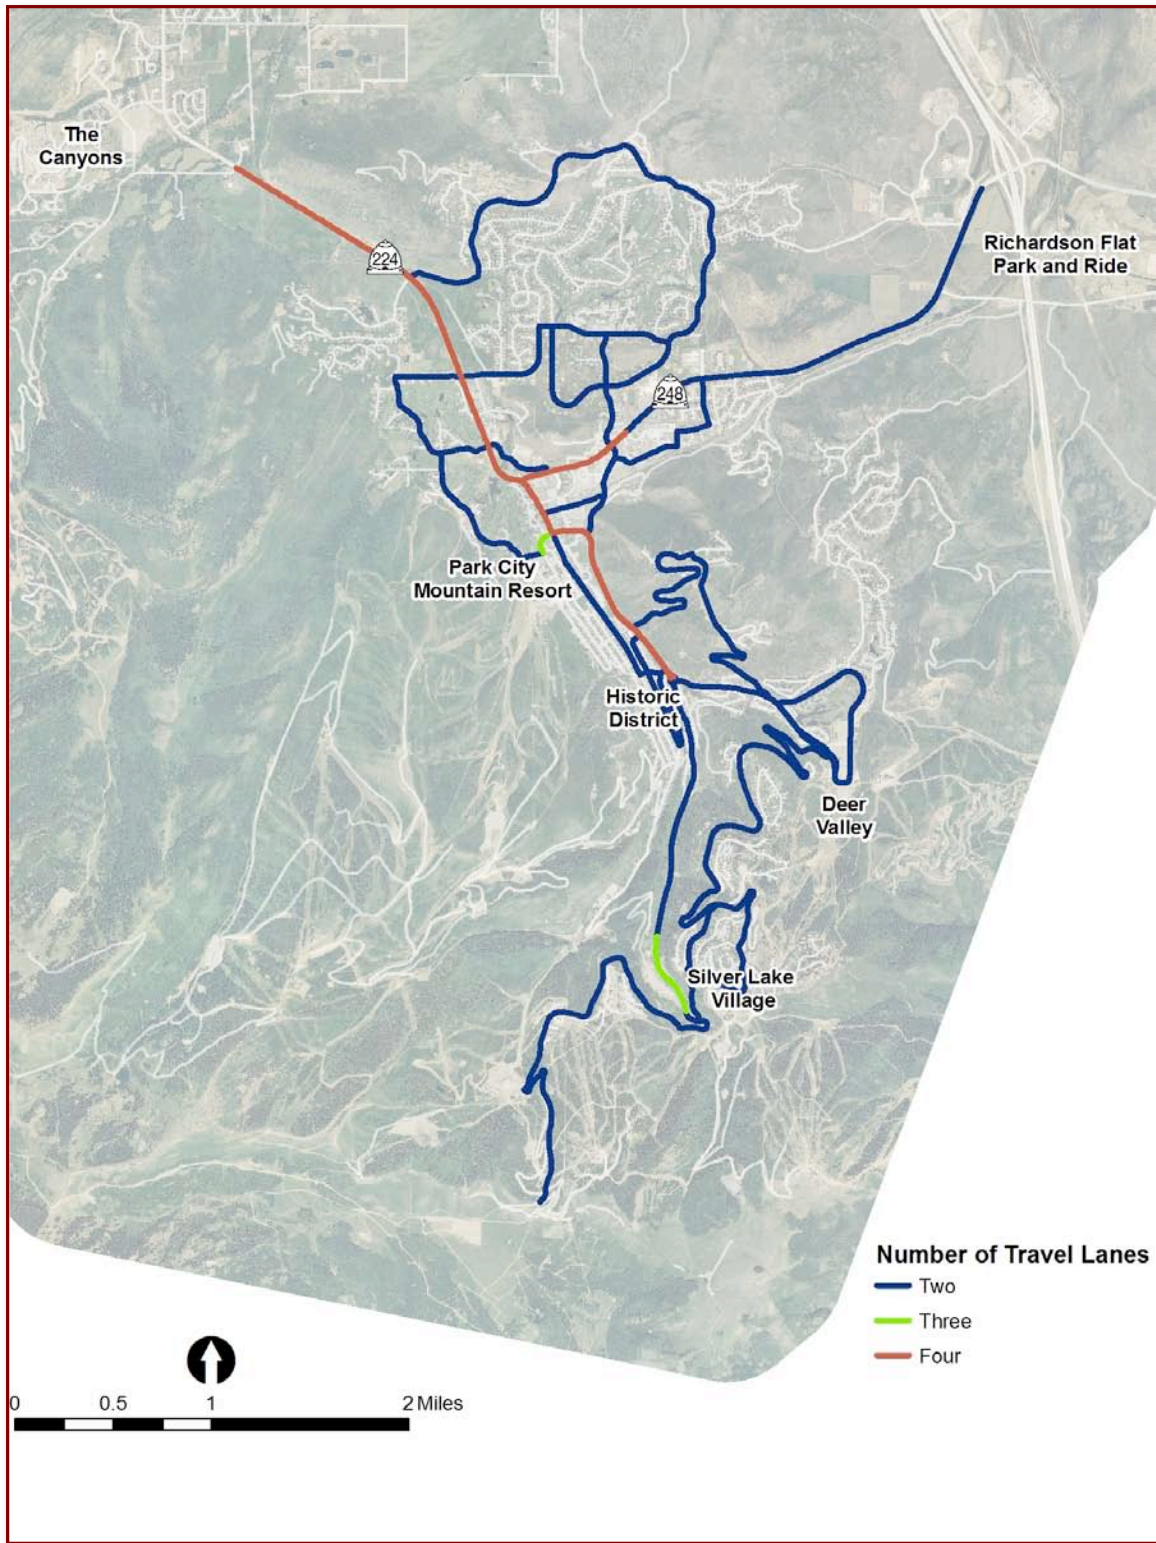 The
Canyons
224
Richardson Flat
Park and Ride
248
Park City
Mountain Resort
Historic
District
Deer
Valley
Silver Lake
Village
Number of Travel Lanes
Two
Three
Four
0 0.5 1 2 Miles